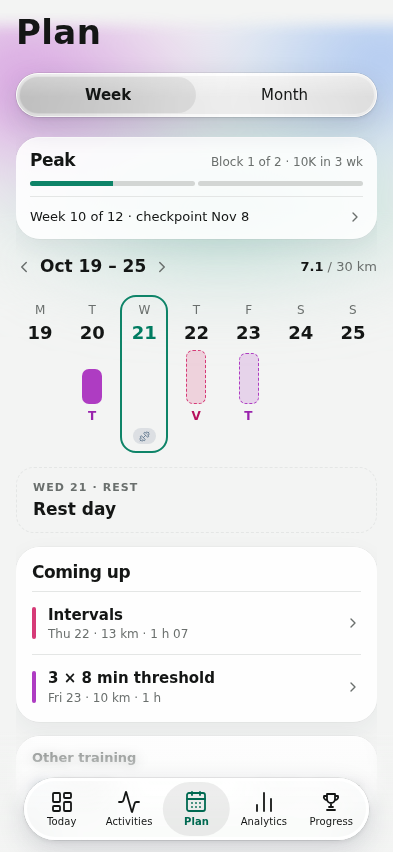 Plan
Week Month
Peak Block 1 of 2 · 10K in 3 wk
Week 10 of 12 · checkpoint Nov 8
Oct 19 – 25 7.1 / 30 km
M T W T F S S
19 20 21 22 23 24 25
T V T
WED 21 · REST
Rest day
Coming up
Intervals
Thu 22 · 13 km · 1 h 07
3 × 8 min threshold
Fri 23 · 10 km · 1 h
Other training
Today Activities Plan Analytics Progress